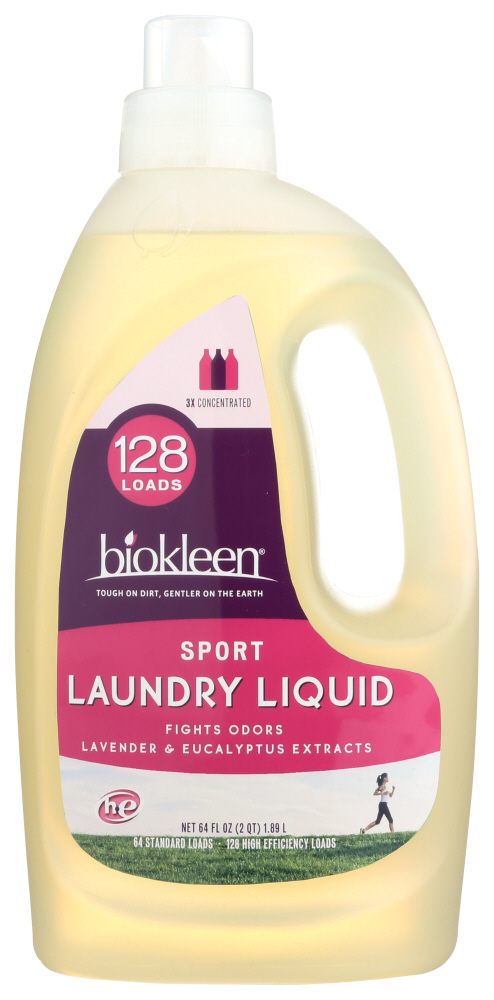 3X CONCENTRATED
128
LOADS
biokleen®
TOUGH ON DIRT, GENTLER ON THE EARTH
SPORT
LAUNDRY LIQUID
FIGHTS ODORS
LAVENDER & EUCALYPTUS EXTRACTS
he
NET 64 FL OZ (2 QT) 1.89 L
64 STANDARD LOADS - 128 HIGH EFFICIENCY LOADS